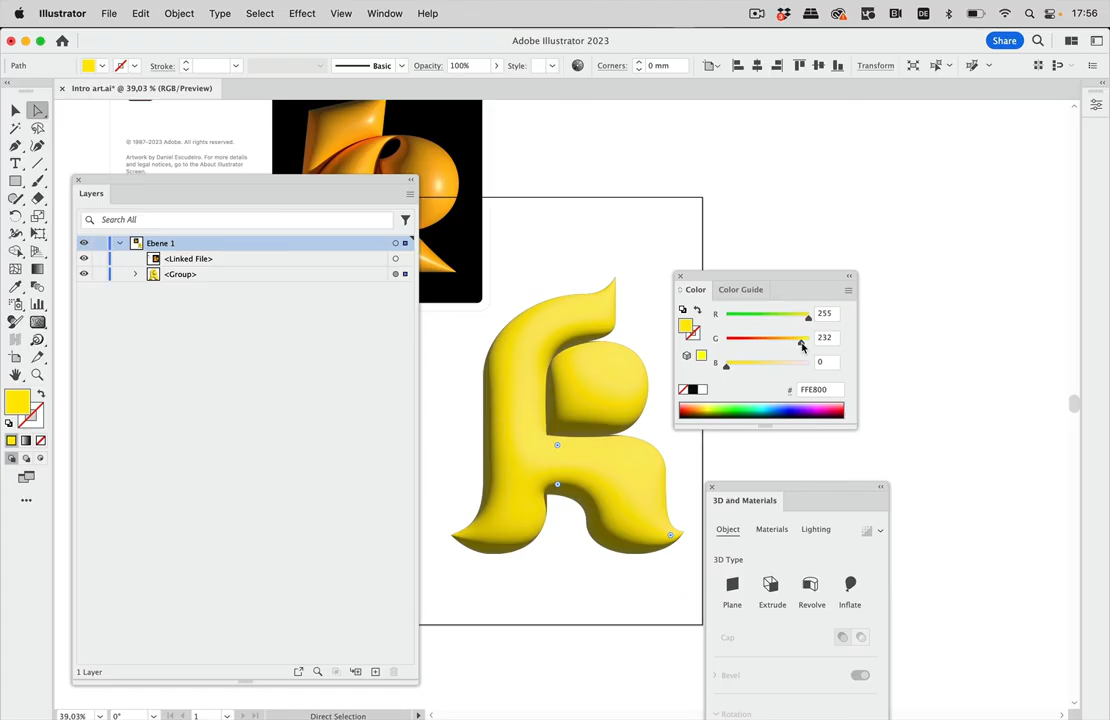 Illustrator File Edit Object Type Select Effect View Window Help 17:56
Adobe Illustrator 2023 Share
Path Stroke: Basic Opacity: 100% Style: Corners: 0 mm Transform
Intro art.ai* @ 39,03 % (RGB/Preview)
© 1987-2023 Adobe. All rights reserved.
Artwork by Daniel Escudeiro. For more details
and legal notices, go to the About Illustrator
Screen.
Layers
Search All
Ebene 1
<Linked File>
<Group>
1 Layer
Color Color Guide
R 255
G 232
B 0
# FFE800
3D and Materials
Object Materials Lighting
3D Type
Plane Extrude Revolve Inflate
Cap
Bevel
Rotation
39,03% 0° 1 Direct Selection